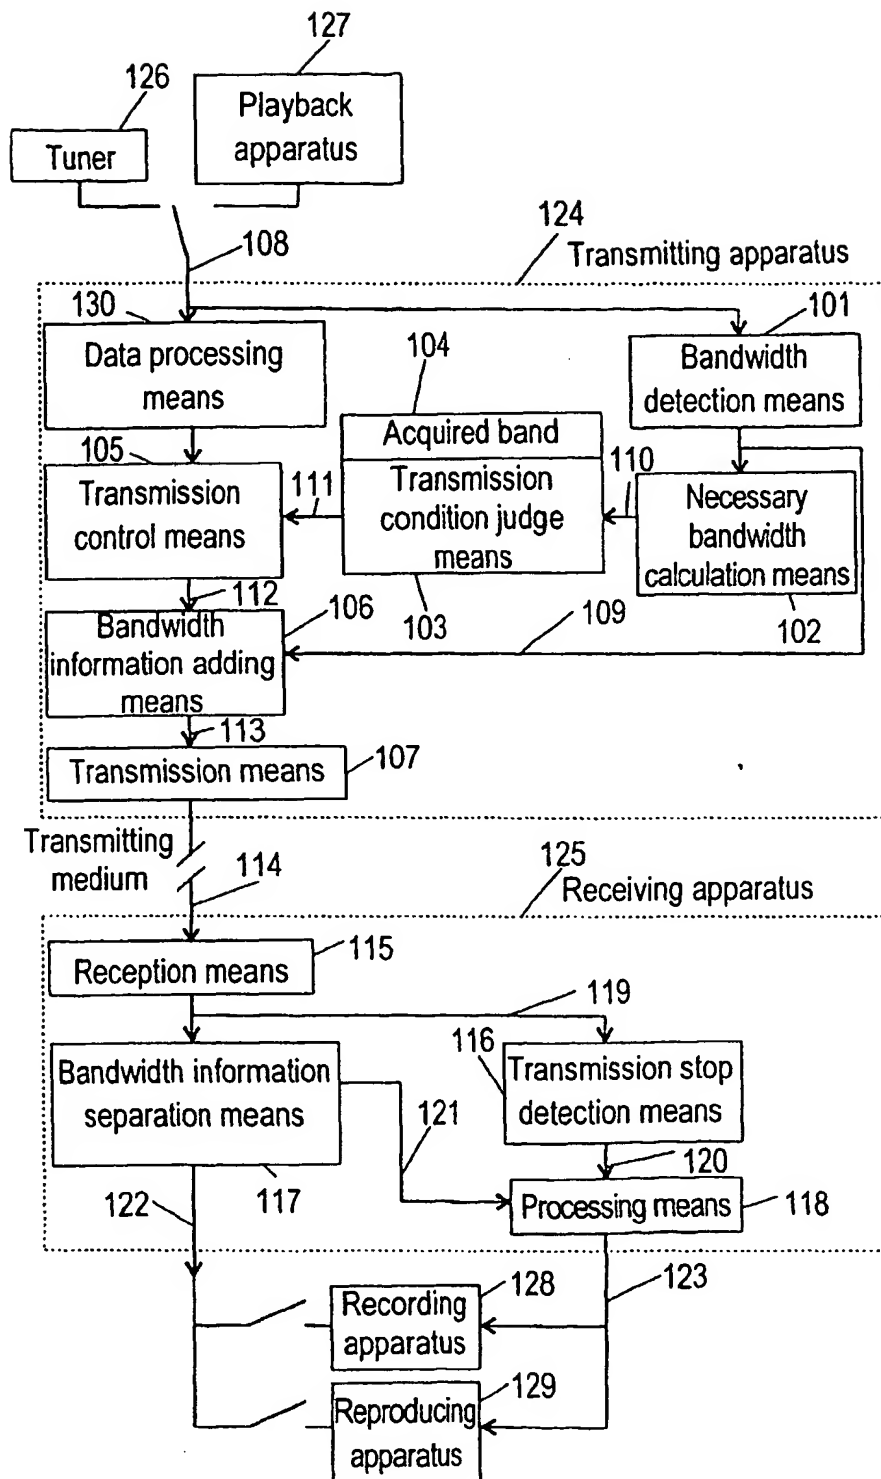 127
126
Playback
apparatus
Tuner
108
124
Transmitting apparatus
130
101
Data processing
means
104
Bandwidth
detection means
Acquired band
105
Transmission
control means
111
Transmission
condition judge
means
110
Necessary
bandwidth
calculation means
112
106
103
109
102
Bandwidth
information adding
means
113
Transmission means
107
Transmitting
medium
114
125
Receiving apparatus
115
Reception means
119
116
Bandwidth information
separation means
Transmission stop
detection means
121
120
122
117
Processing means
118
123
128
Recording
apparatus
129
Reproducing
apparatus